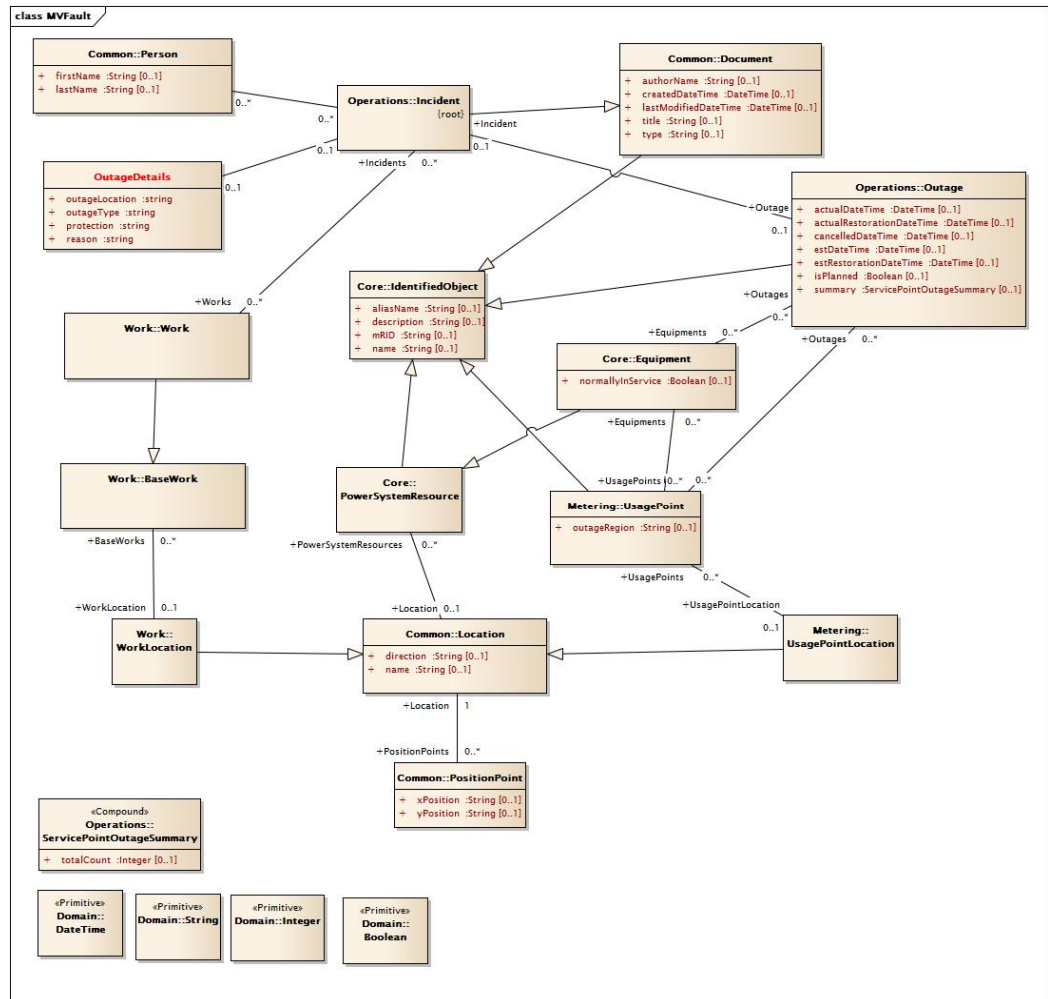 class MVFault
Common::Person
+ firstName :String [0..1]
+ lastName :String [0..1]
0..*
Operations::Incident
{root}
0..*
0..1
+Incidents 0..*
+Incident
0..1
Common::Document
+ authorName :String [0..1]
+ createdDateTime :DateTime [0..1]
+ lastModifiedDateTime :DateTime [0..1]
+ title :String [0..1]
+ type :String [0..1]
OutageDetails
+ outageLocation :string
+ outageType :string
+ protection :string
+ reason :string
0..1
+Outage
0..1
Operations::Outage
+ actualDateTime :DateTime [0..1]
+ actualRestorationDateTime :DateTime [0..1]
+ cancelledDateTime :DateTime [0..1]
+ estDateTime :DateTime [0..1]
+ estRestorationDateTime :DateTime [0..1]
+ isPlanned :Boolean [0..1]
+ summary :ServicePointOutageSummary [0..1]
+Outages
0..*
+Outages 0..*
Core::IdentifiedObject
+ aliasName :String [0..1]
+ description :String [0..1]
+ mRID :String [0..1]
+ name :String [0..1]
+Works 0..*
Work::Work
+Equipments 0..*
Core::Equipment
+ normallyInService :Boolean [0..1]
+Equipments 0..*
Work::BaseWork
+BaseWorks 0..*
Core::
PowerSystemResource
+PowerSystemResources 0..*
+UsagePoints 0..*
0..*
Metering::UsagePoint
+ outageRegion :String [0..1]
+UsagePoints 0..*
+UsagePointLocation
0..1
+WorkLocation 0..1
Work::
WorkLocation
+Location 0..1
Common::Location
+ direction :String [0..1]
+ name :String [0..1]
+Location 1
Metering::
UsagePointLocation
+PositionPoints 0..*
Common::PositionPoint
+ xPosition :String [0..1]
+ yPosition :String [0..1]
«Compound»
Operations::
ServicePointOutageSummary
+ totalCount :Integer [0..1]
«Primitive»
Domain::
DateTime
«Primitive»
Domain::String
«Primitive»
Domain::Integer
«Primitive»
Domain::
Boolean